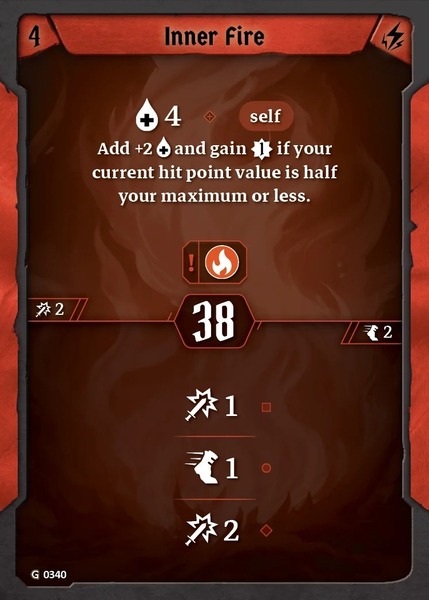 4 Inner Fire
4 self
Add +2 and gain 1 if your
current hit point value is half
your maximum or less.
!
2
38
2
1
1
2
G 0340